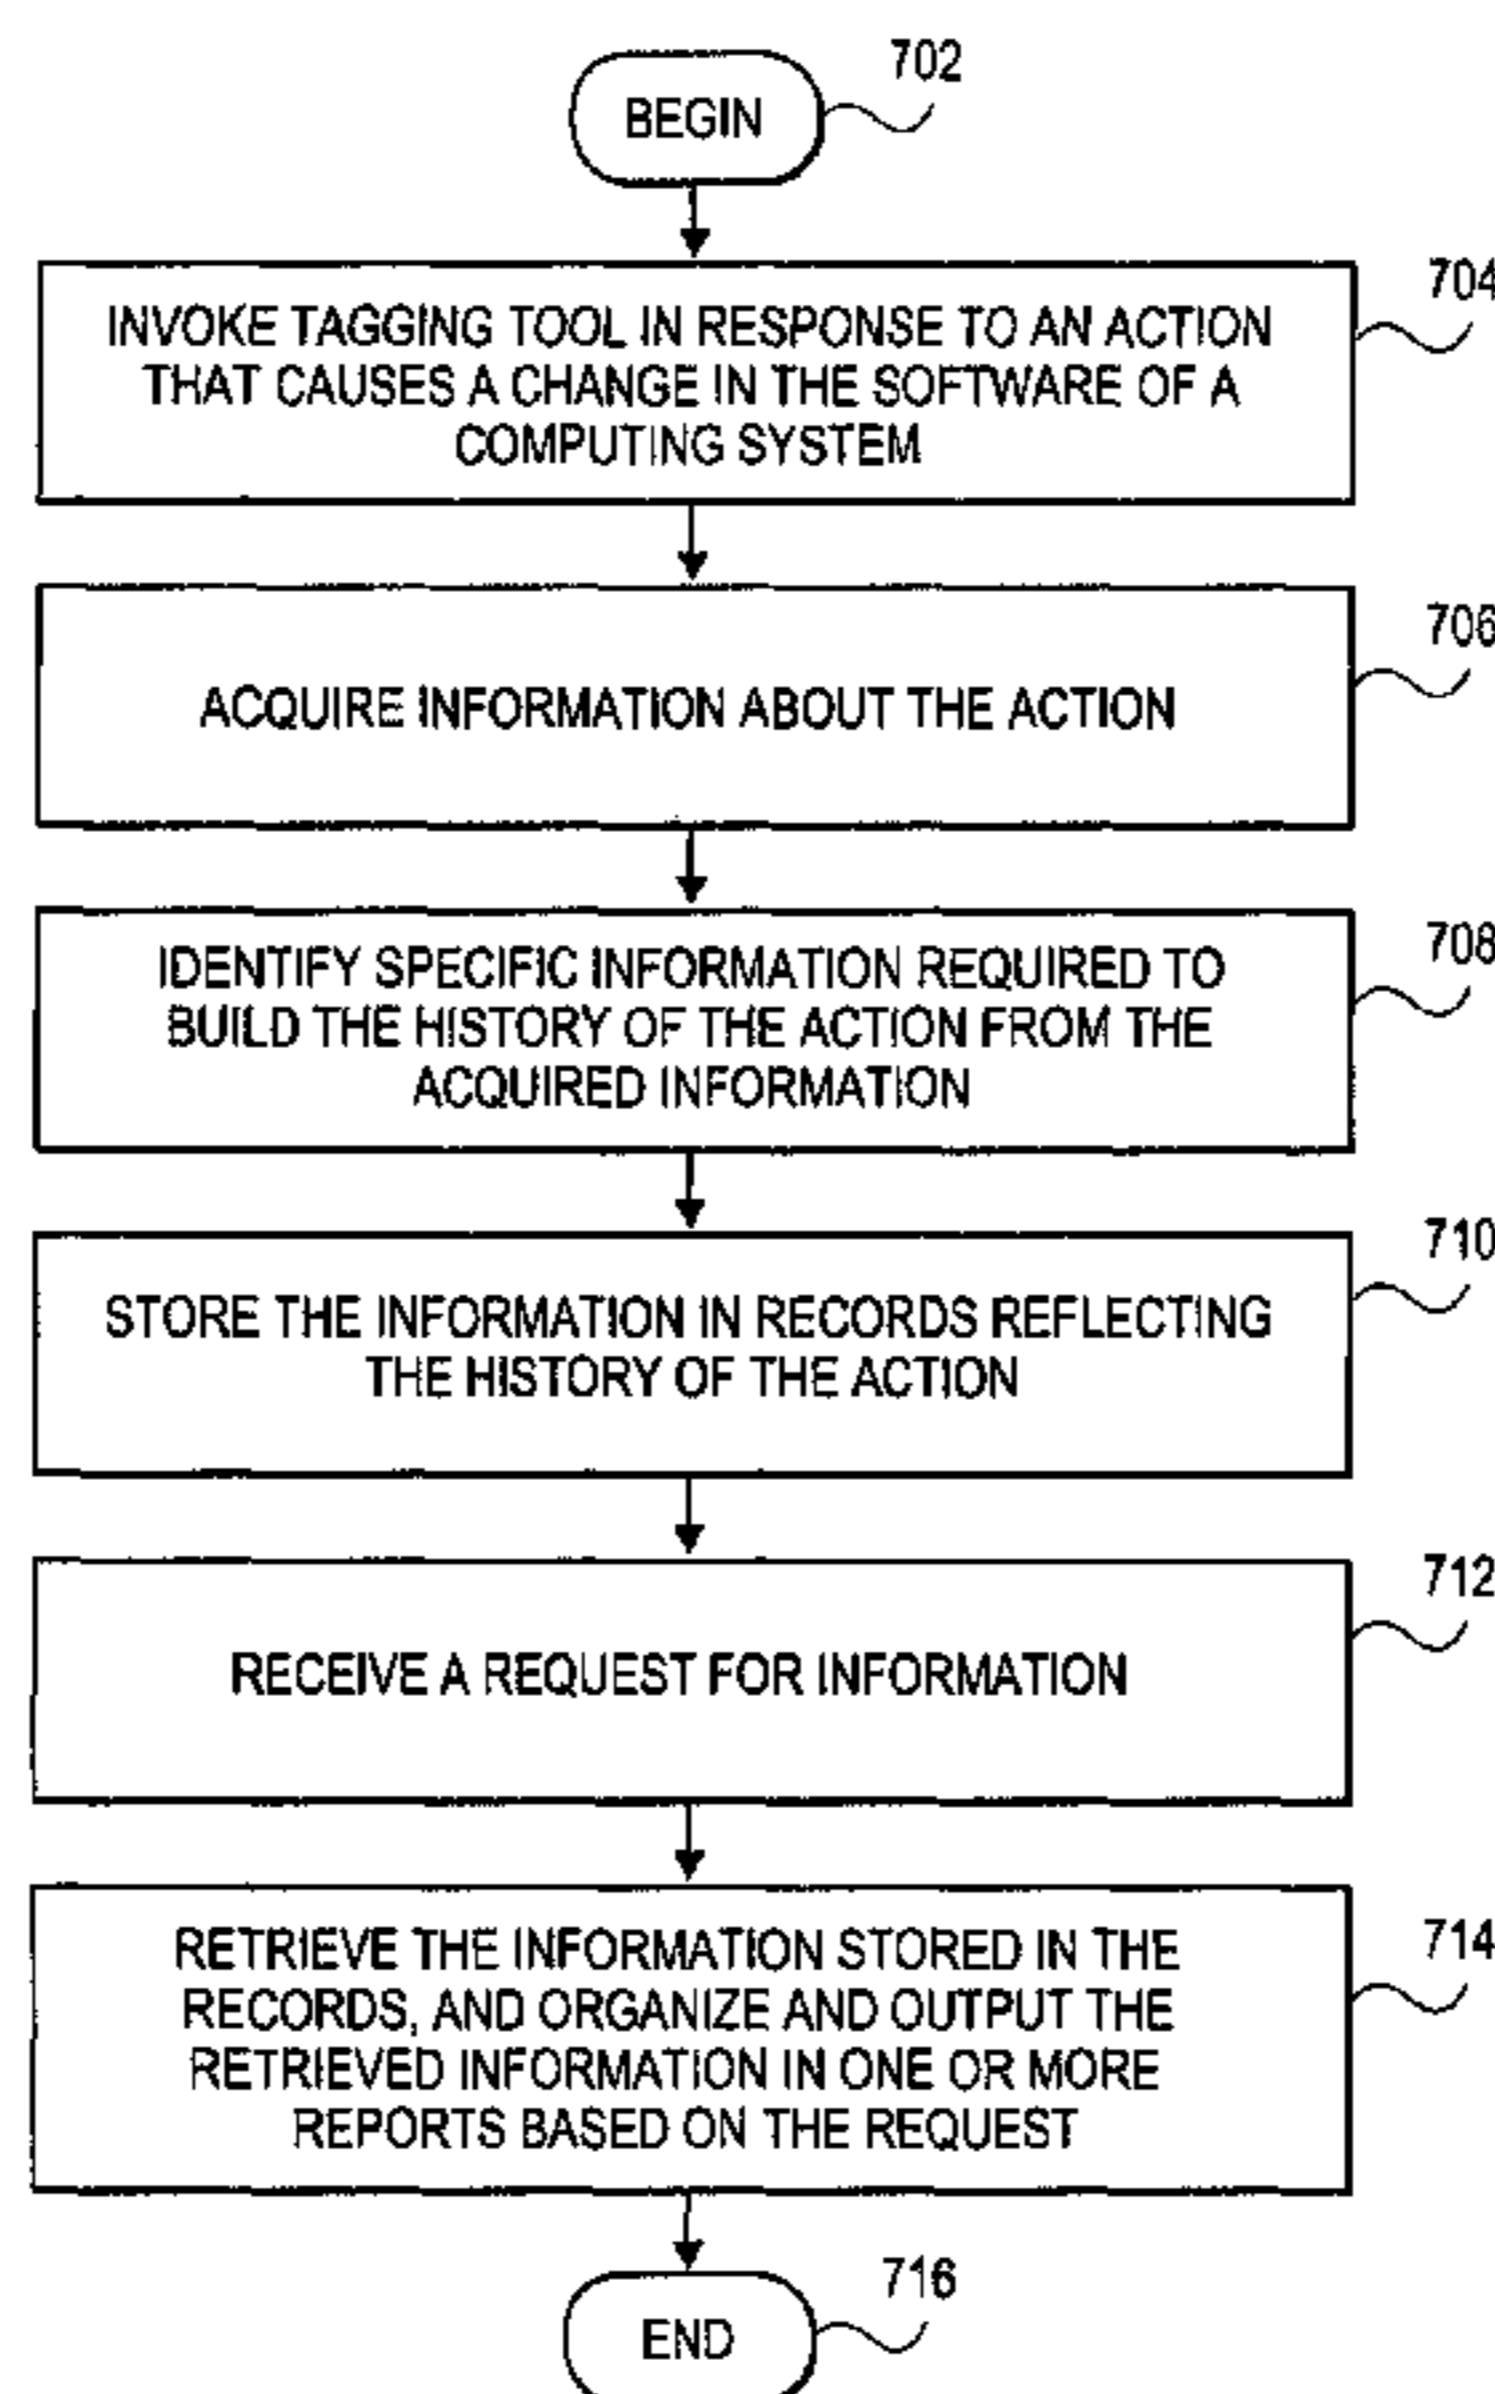 702
BEGIN
704
INVOKE TAGGING TOOL IN RESPONSE TO AN ACTION
THAT CAUSES A CHANGE IN THE SOFTWARE OF A
COMPUTING SYSTEM
706
ACQUIRE INFORMATION ABOUT THE ACTION
708
IDENTIFY SPECIFIC INFORMATION REQUIRED TO
BUILD THE HISTORY OF THE ACTION FROM THE
ACQUIRED INFORMATION
710
STORE THE INFORMATION IN RECORDS REFLECTING
THE HISTORY OF THE ACTION
712
RECEIVE A REQUEST FOR INFORMATION
714
RETRIEVE THE INFORMATION STORED IN THE
RECORDS, AND ORGANIZE AND OUTPUT THE
RETRIEVED INFORMATION IN ONE OR MORE
REPORTS BASED ON THE REQUEST
716
END